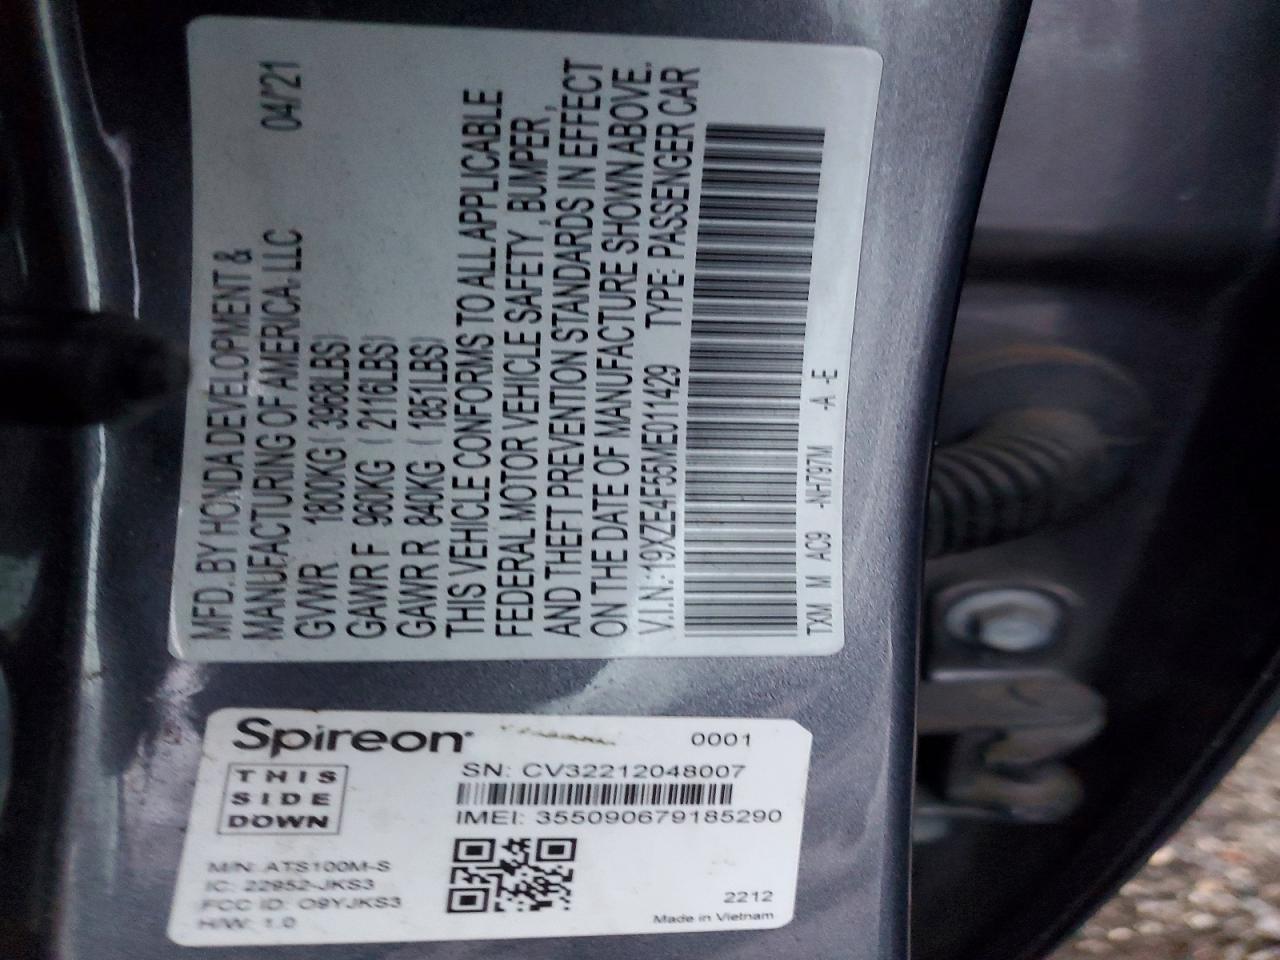 MFD. BY HONDA DEVELOPMENT & 
MANUFACTURING OF AMERICA, LLC 04/21
GVWR 1800KG ( 3968LBS)
GAWR F 960KG ( 2116LBS)
GAWR R 840KG ( 1851LBS)
THIS VEHICLE CONFORMS TO ALL APPLICABLE
FEDERAL MOTOR VEHICLE SAFETY , BUMPER ,
AND THEFT PREVENTION STANDARDS IN EFFECT
ON THE DATE OF MANUFACTURE SHOWN ABOVE.
V.I.N.: 19XZE4F55ME011429 TYPE: PASSENGER CAR
TXM M AC9 -NH797M -A -E
Spireon
0001
THIS
SIDE
DOWN
SN: CV32212048007
IMEI: 355090679185290
M/N: ATS100M-S
IC: 22952-JKS3
FCC ID: O9YJKS3
H/W: 1.0
2212
Made in Vietnam